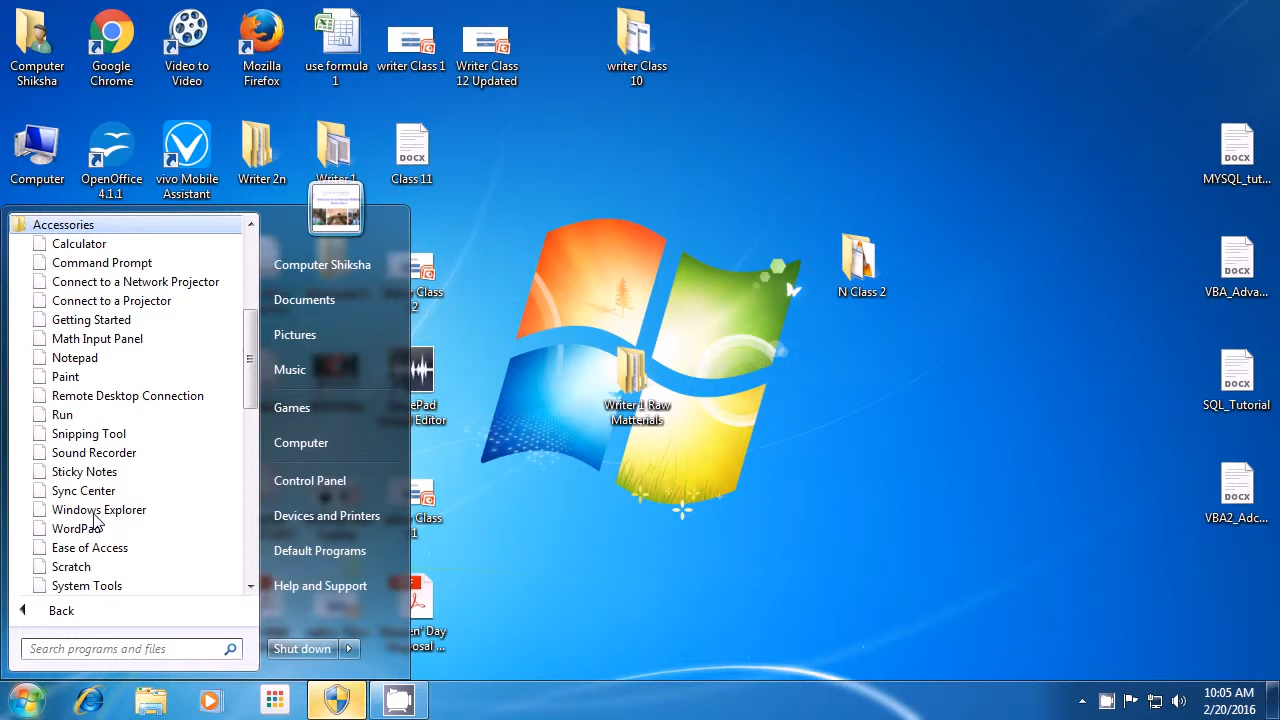 Computer
Shiksha
Google
Chrome
Video to
Video
Mozilla
Firefox
use formula
1
writer Class 1
Writer Class
12 Updated
writer Class
10
Computer
OpenOffice
4.1.1
vivo Mobile
Assistant
Writer 2n
Writer 1
DOCX
Class 11
DOCX
MYSQL_tut...
Accessories
Calculator
Command Prompt
Connect to a Network Projector
Connect to a Projector
Getting Started
Math Input Panel
Notepad
Paint
Remote Desktop Connection
Run
Snipping Tool
Sound Recorder
Sticky Notes
Sync Center
Windows Explorer
WordPad
Ease of Access
Scratch
System Tools
Back
Search programs and files
Computer Shiksha
Documents
Pictures
Music
Games
Computer
Control Panel
Devices and Printers
Default Programs
Help and Support
Shut down
Class
2
Editor
Class
1
Day
N Class 2
Writer 1 Raw
Matterials
DOCX
VBA_Adva...
DOCX
SQL_Tutorial
DOCX
VBA2_Adc...
10:05 AM
2/20/2016